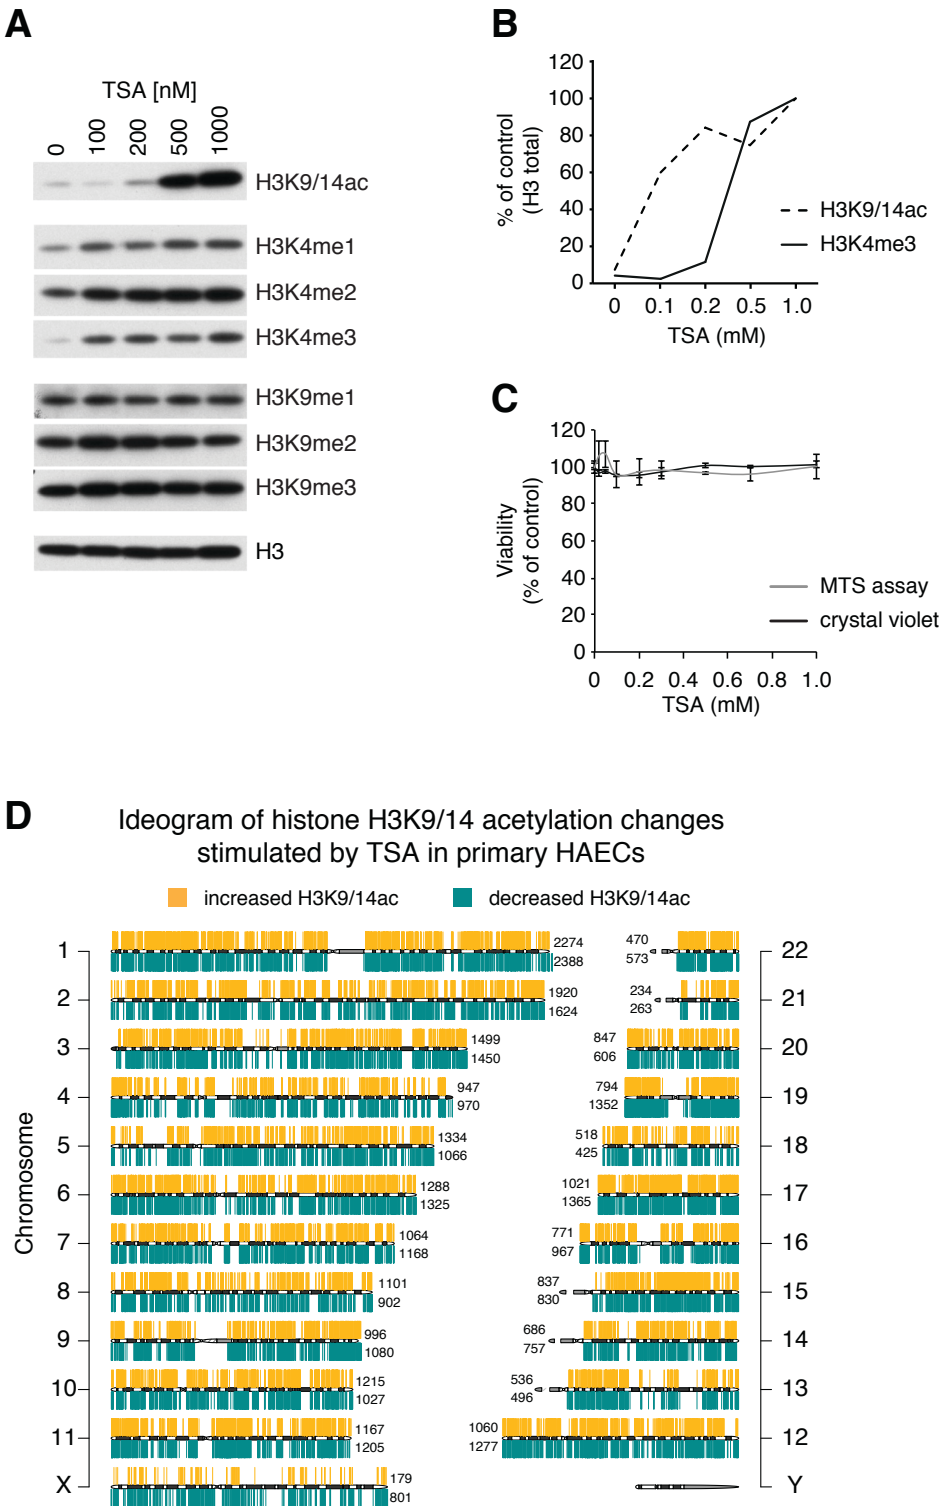 A
TSA [nM]
0 100 200 500 1000
H3K9/14ac
H3K4me1
H3K4me2
H3K4me3
H3K9me1
H3K9me2
H3K9me3
H3
B
120
100
80
60
40
20
0
% of control
(H3 total)
H3K9/14ac
H3K4me3
0 0.1 0.2 0.5 1.0
TSA (mM)
C
120
100
80
60
40
20
0
Viability
(% of control)
MTS assay
crystal violet
0 0.2 0.4 0.6 0.8 1.0
TSA (mM)
D
Ideogram of histone H3K9/14 acetylation changes
stimulated by TSA in primary HAECs
increased H3K9/14ac decreased H3K9/14ac
Chromosome
1 2274 2388
2 1920 1624
3 1499 1450
4 947 970
5 1334 1066
6 1288 1325
7 1064 1168
8 1101 902
9 996 1080
10 1215 1027
11 1167 1205
X 179 801
470 573 22
234 263 21
847 606 20
794 1352 19
518 425 18
1021 1365 17
771 967 16
837 830 15
686 757 14
536 496 13
1060 1277 12
Y